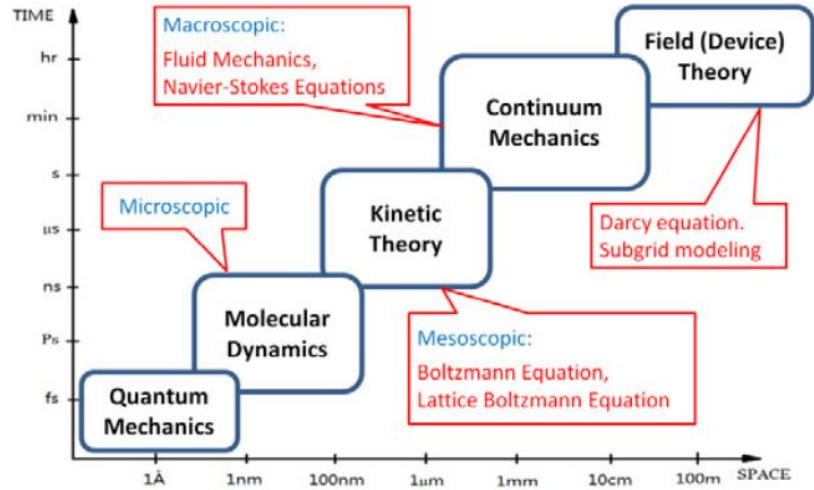 TIME
hr
min
s
μs
ns
Ps
fs
Macroscopic:
Fluid Mechanics,
Navier-Stokes Equations
Field (Device)
Theory
Continuum
Mechanics
Microscopic
Kinetic
Theory
Darcy equation.
Subgrid modeling
Molecular
Dynamics
Mesoscopic:
Boltzmann Equation,
Lattice Boltzmann Equation
Quantum
Mechanics
1Å
1nm
100nm
1μm
1mm
10cm
100m
SPACE